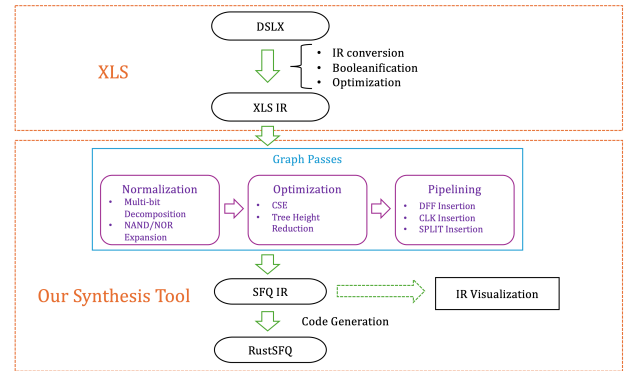 DSLX
XLS
• IR conversion
• Booleanification
• Optimization
XLS IR
Graph Passes
Normalization
• Multi-bit
Decomposition
• NAND/NOR
Expansion
Optimization
• CSE
• Tree Height
Reduction
Pipelining
• DFF Insertion
• CLK Insertion
• SPLIT Insertion
Our Synthesis Tool
SFQ IR
IR Visualization
Code Generation
RustSFQ